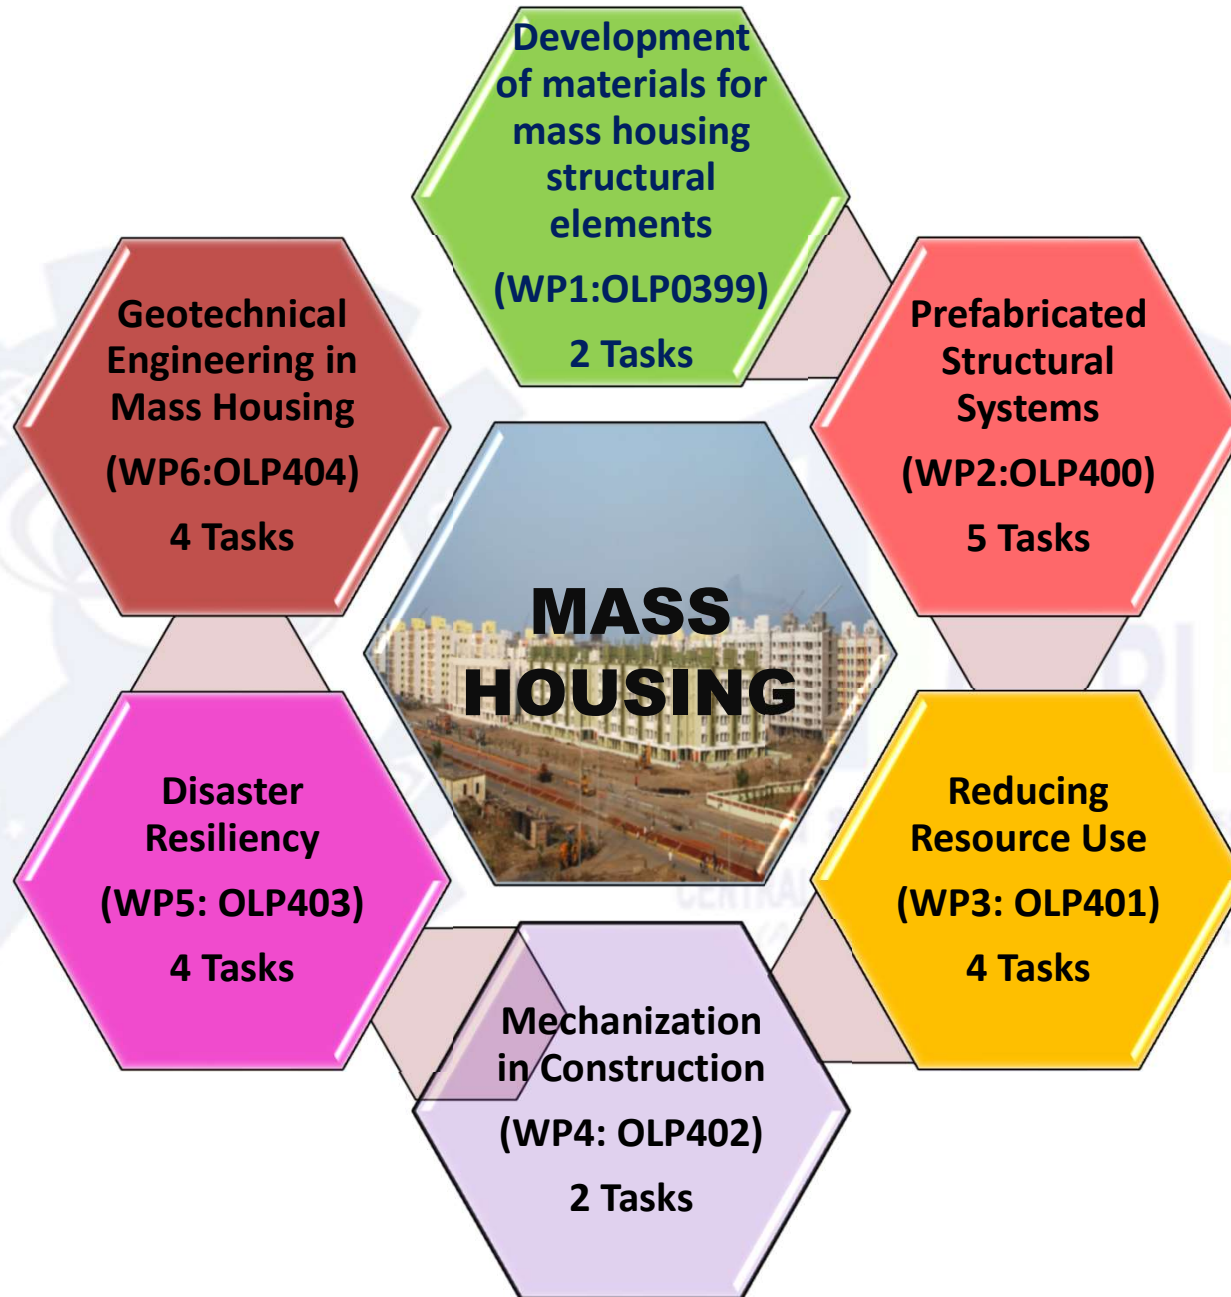 Development
of materials for
mass housing
structural
elements
(WP1:OLP0399)
2 Tasks
Prefabricated
Structural
Systems
(WP2:OLP400)
5 Tasks
Reducing
Resource Use
(WP3: OLP401)
4 Tasks
Mechanization
in Construction
(WP4: OLP402)
2 Tasks
Disaster
Resiliency
(WP5: OLP403)
4 Tasks
Geotechnical
Engineering in
Mass Housing
(WP6:OLP404)
4 Tasks
MASS
HOUSING